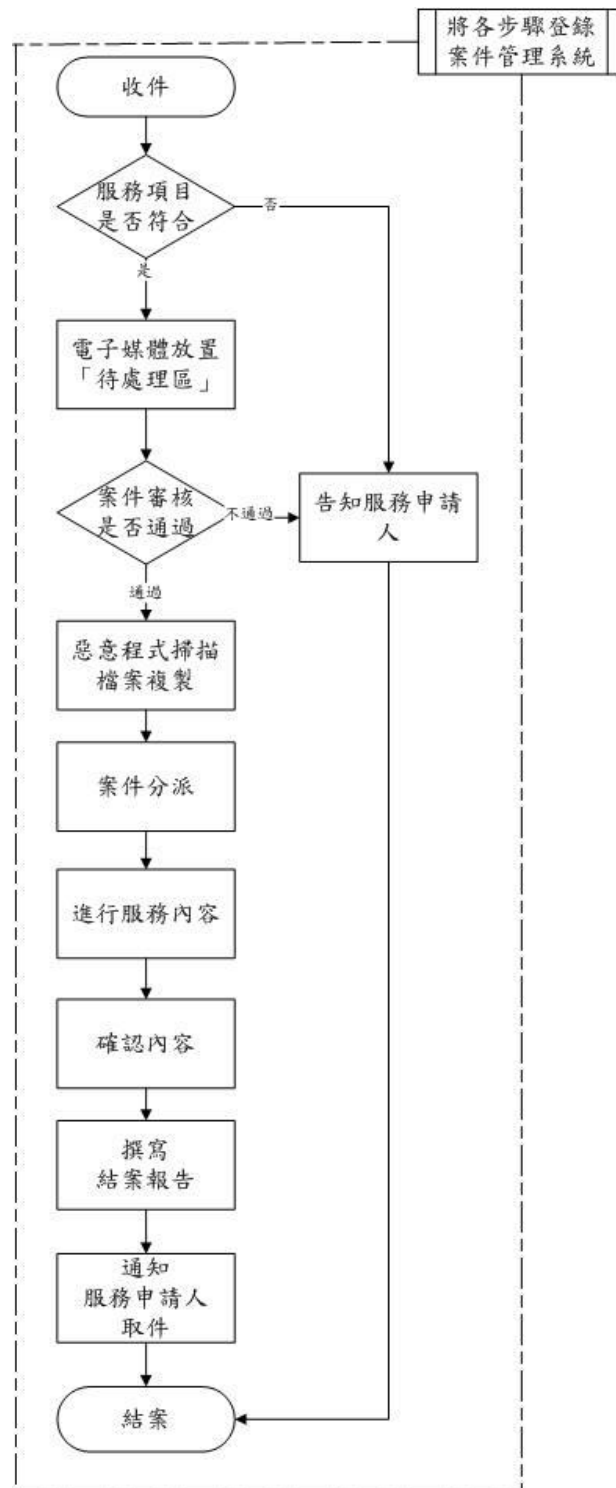 將各步驟登錄
案件管理系統
收件
服務項目
是否符合
否
是
電子媒體放置
「待處理區」
案件審核
是否通過
不通過
告知服務申請
人
通過
惡意程式掃描
檔案複製
案件分派
進行服務內容
確認內容
撰寫
結案報告
通知
服務申請人
取件
結案